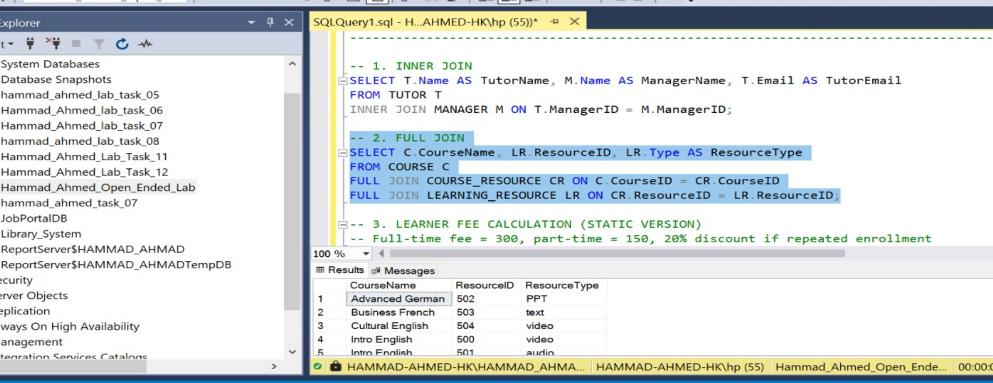 Explorer
SQLQuery1.sql - H...AHMED-HK\hp (55))*
System Databases
Database Snapshots
hammad_Ahmed_lab_task_05
Hammad_Ahmed_lab_task_06
Hammad_Ahmed_lab_task_07
hammad_ahmed_lab_task_08
Hammad_Ahmed_Lab_Task_11
Hammad_Ahmed_Lab_Task_12
Hammad_Ahmed_Open_Ended_Lab
hammad_ahmed_task_07
JobPortalDB
Library_System
ReportServer$HAMMAD_AHMAD
ReportServer$HAMMAD_AHMADTempDB
ecurity
erver Objects
eplication
ways On High Availability
anagement
tegration Services Catalogs
-- 1. INNER JOIN
SELECT T.Name AS TutorName, M.Name AS ManagerName, T.Email AS TutorEmail
FROM TUTOR T
INNER JOIN MANAGER M ON T.ManagerID = M.ManagerID;
-- 2. FULL JOIN
SELECT C.CourseName, LR.ResourceID, LR.Type AS ResourceType
FROM COURSE C
FULL JOIN COURSE_RESOURCE CR ON C.CourseID = CR.CourseID
FULL JOIN LEARNING_RESOURCE LR ON CR.ResourceID = LR.ResourceID;
-- 3. LEARNER FEE CALCULATION (STATIC VERSION)
-- Full-time fee = 300, part-time = 150, 20% discount if repeated enrollment
100 %
Results Messages
CourseName ResourceID ResourceType
1 Advanced German 502 PPT
2 Business French 503 text
3 Cultural English 504 video
4 Intro English 500 video
5 Intro English 501 audio
HAMMAD-AHMED-HK\HAMMAD_AHMA... HAMMAD-AHMED-HK\hp (55) Hammad_Ahmed_Open_Ende... 00:00:0